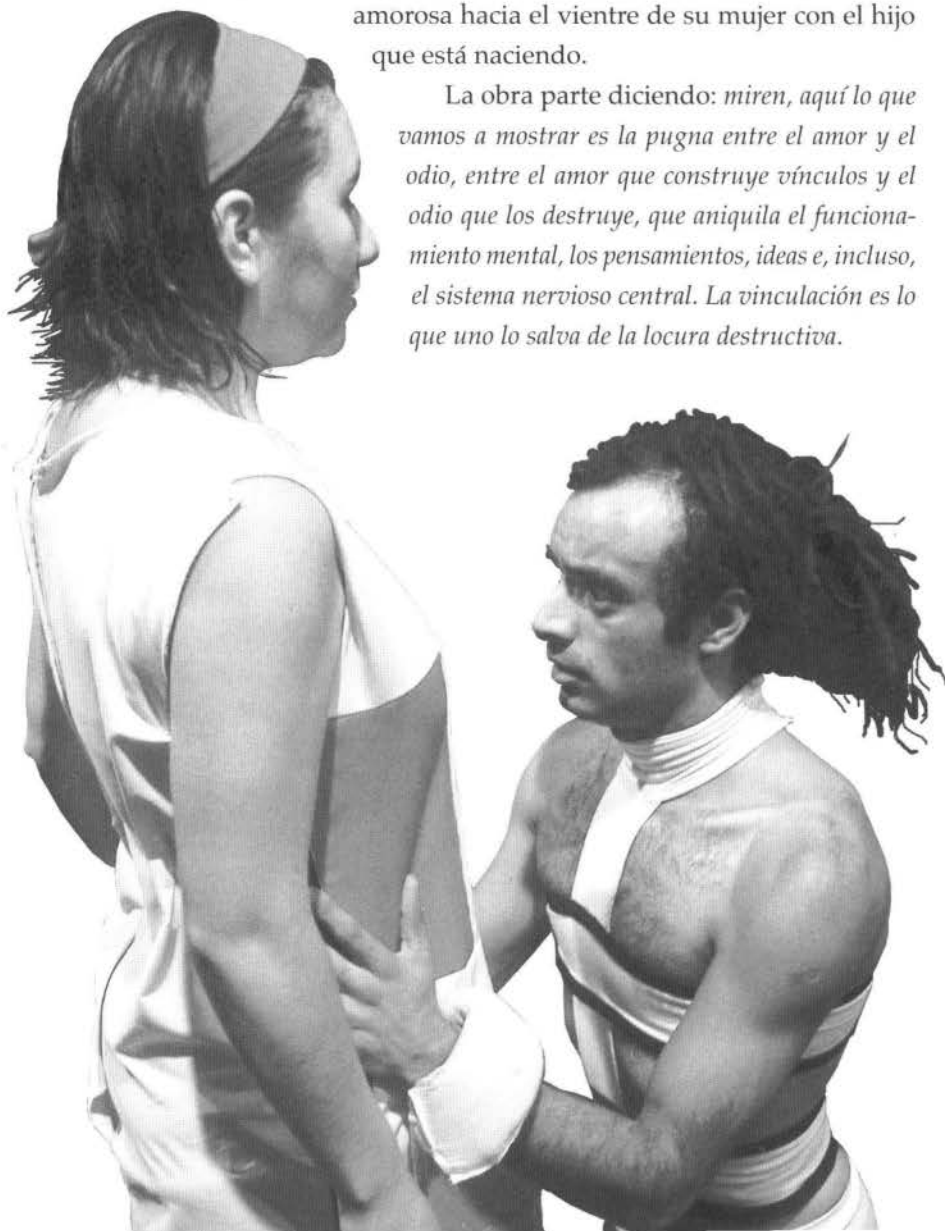 amorosa hacia el vientre de su mujer con el hijo
que está naciendo.
La obra parte diciendo: miren, aquí lo que
vamos a mostrar es la pugna entre el amor y el
odio, entre el amor que construye vínculos y el
odio que los destruye, que aniquila el funciona-
miento mental, los pensamientos, ideas e, incluso,
el sistema nervioso central. La vinculación es lo
que uno lo salva de la locura destructiva.